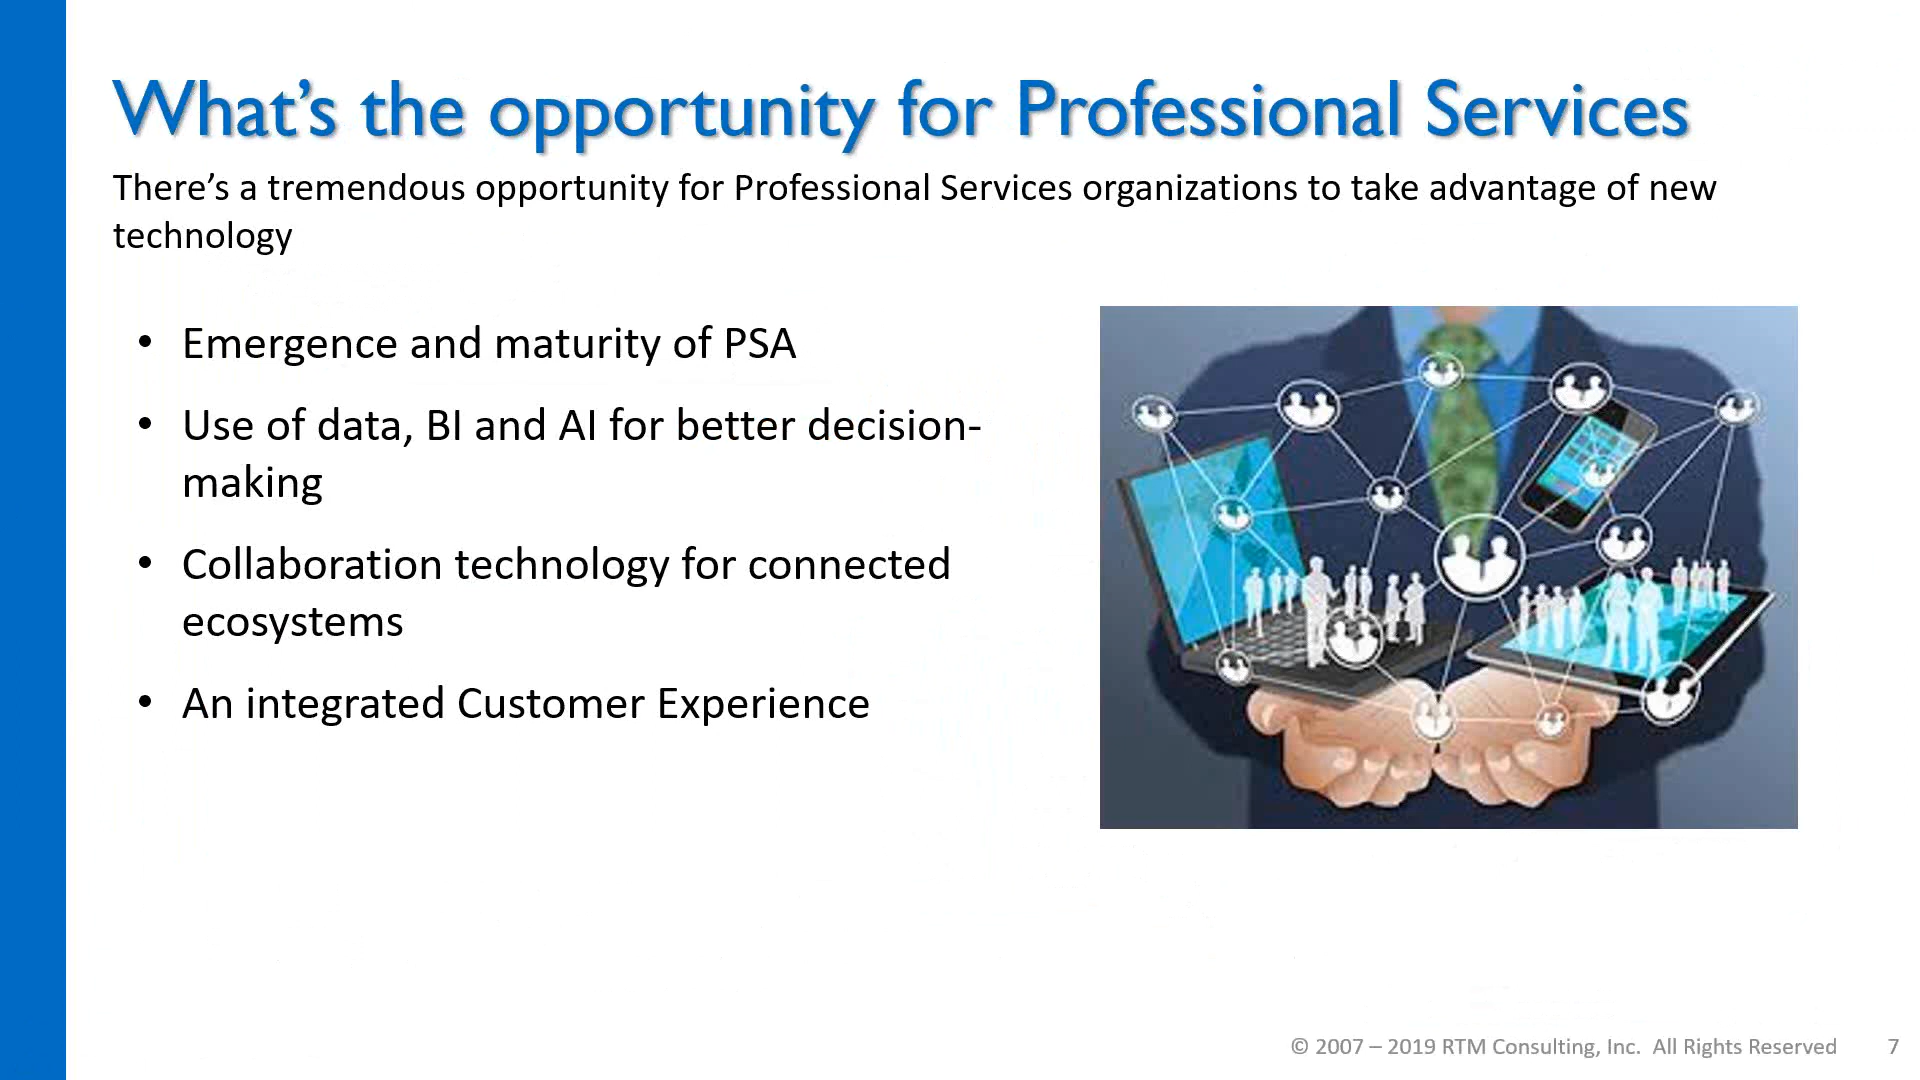 What’s the opportunity for Professional Services
There’s a tremendous opportunity for Professional Services organizations to take advantage of new
technology
• Emergence and maturity of PSA
• Use of data, BI and AI for better decision-
making
• Collaboration technology for connected
ecosystems
• An integrated Customer Experience
© 2007 – 2019 RTM Consulting, Inc.  All Rights Reserved 7